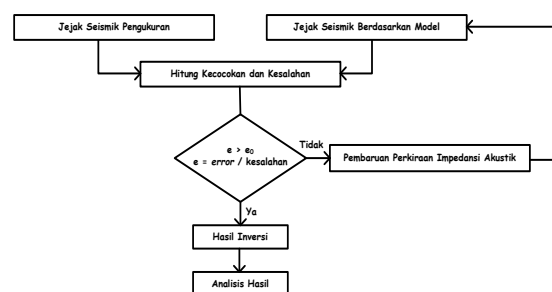 Jejak Seismik Pengukuran
Jejak Seismik Berdasarkan Model
Hitung Kecocokan dan Kesalahan
e > e₀
e = error / kesalahan
Tidak
Pembaruan Perkiraan Impedansi Akustik
Ya
Hasil Inversi
Analisis Hasil